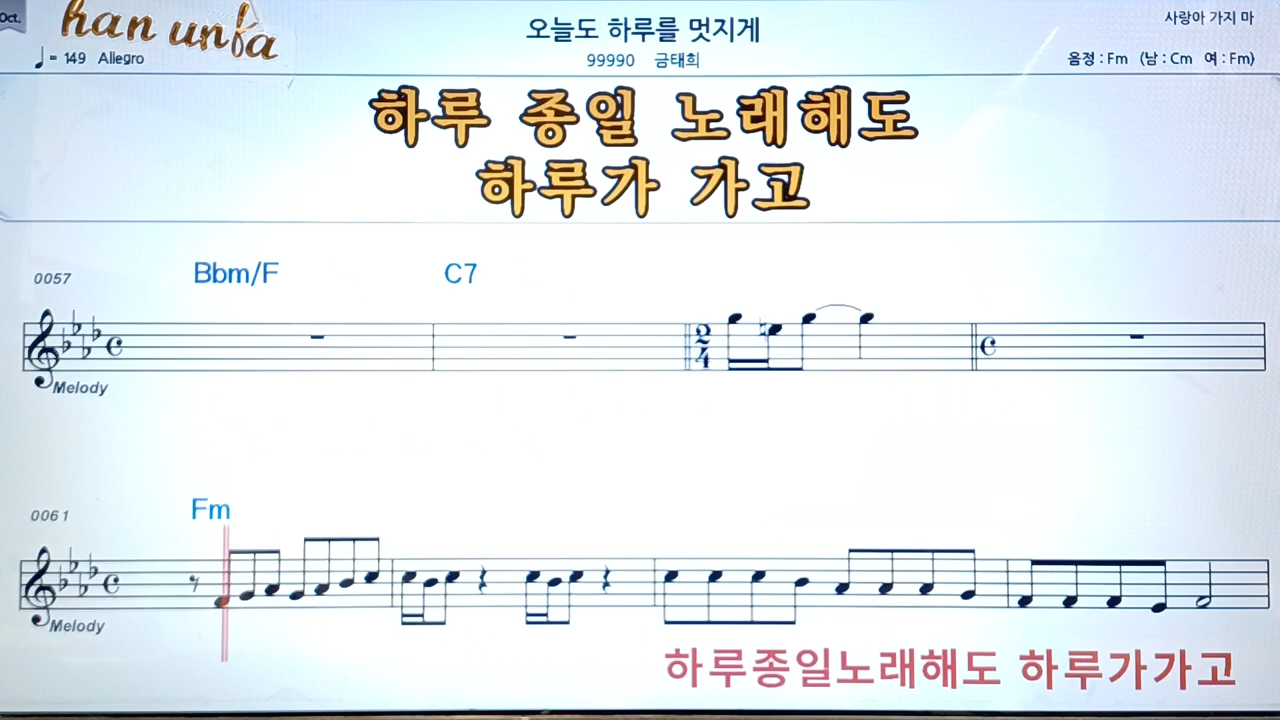 Oct.
han unfa
오늘도 하루를 멋지게
사랑아 가지 마
♩= 149 Allegro
99990 금태희
음정 : Fm (남 : Cm 여 : Fm)
하루 종일 노래해도
하루가 가고
0057 Bbm/F C7
2
4
Melody
0061 Fm
Melody
하루종일노래해도 하루가가고